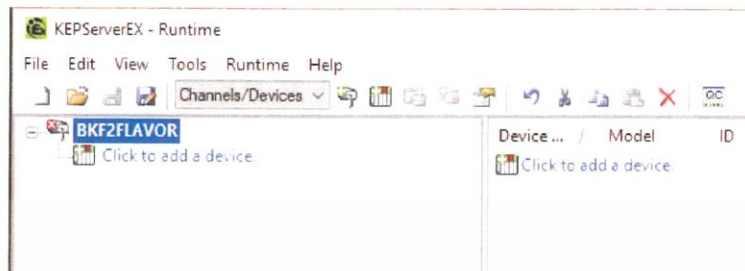 KEPServerEX - Runtime
File Edit View Tools Runtime Help
Channels/Devices
QC
BKF2FLAVOR
Click to add a device.
Device ... / Model ID
Click to add a device.